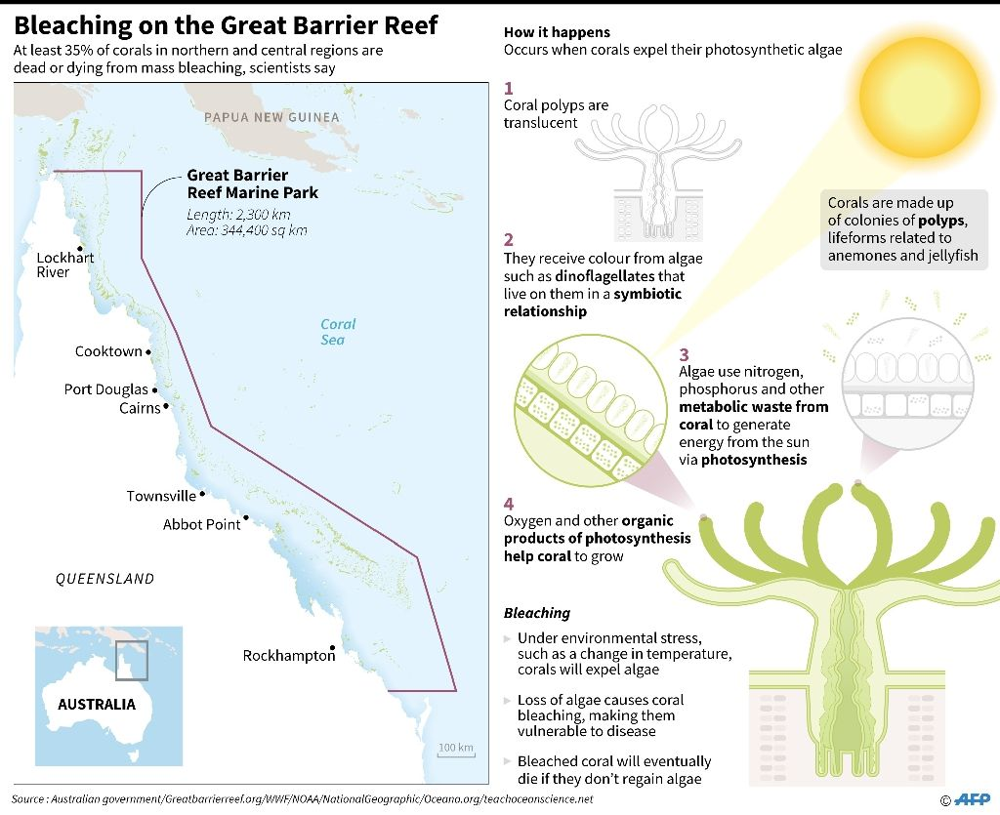 Bleaching on the Great Barrier Reef
At least 35% of corals in northern and central regions are
dead or dying from mass bleaching, scientists say
PAPUA NEW GUINEA
Great Barrier
Reef Marine Park
Length: 2,300 km
Area: 344,400 sq km
Lockhart
River
Coral
Sea
Cooktown
Port Douglas
Cairns
Townsville
Abbot Point
QUEENSLAND
Rockhampton
AUSTRALIA
100 km
How it happens
Occurs when corals expel their photosynthetic algae
1
Coral polyps are
translucent
Corals are made up
of colonies of polyps,
lifeforms related to
anemones and jellyfish
2
They receive colour from algae
such as dinoflagellates that
live on them in a symbiotic
relationship
3
Algae use nitrogen,
phosphorus and other
metabolic waste from
coral to generate
energy from the sun
via photosynthesis
4
Oxygen and other organic
products of photosynthesis
help coral to grow
Bleaching
Under environmental stress,
such as a change in temperature,
corals will expel algae
Loss of algae causes coral
bleaching, making them
vulnerable to disease
Bleached coral will eventually
die if they don't regain algae
Source : Australian government/Greatbarrierreef.org/WWF/NOAA/NationalGeographic/Oceana.org/teachoceanscience.net
© AFP